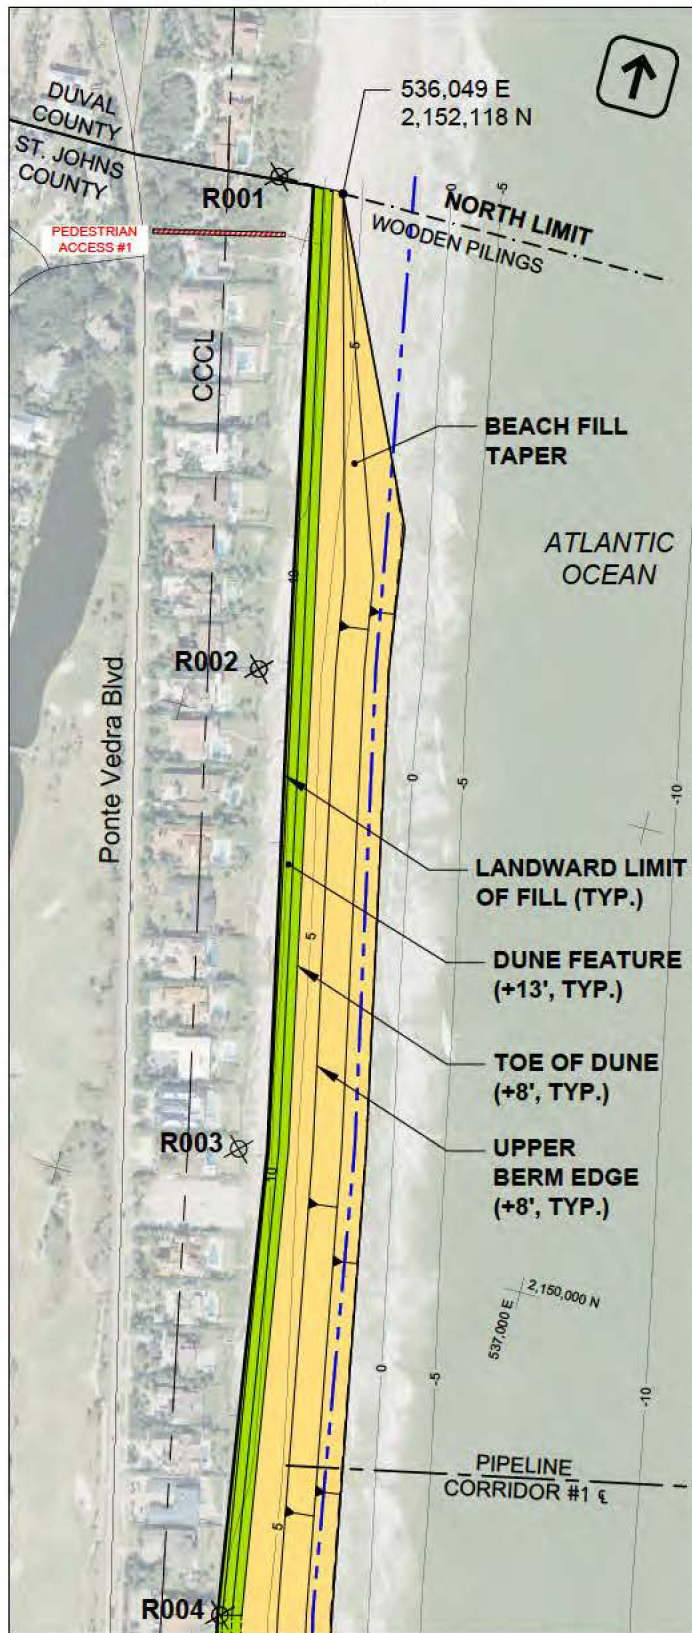 536,049 E
2,152,118 N
DUVAL
COUNTY
ST. JOHNS
COUNTY
R001
PEDESTRIAN
ACCESS #1
0
-5
NORTH LIMIT
WOODEN PILINGS
CCCL
5
BEACH FILL
TAPER
ATLANTIC
OCEAN
10
R002
Ponte Vedra Blvd
0
-5
-10
LANDWARD LIMIT
OF FILL (TYP.)
5
DUNE FEATURE
(+13', TYP.)
TOE OF DUNE
(+8', TYP.)
R003
10
UPPER
BERM EDGE
(+8', TYP.)
2,150,000 N
537,000 E
0
-5
-10
PIPELINE
CORRIDOR #1 ℄
5
R004